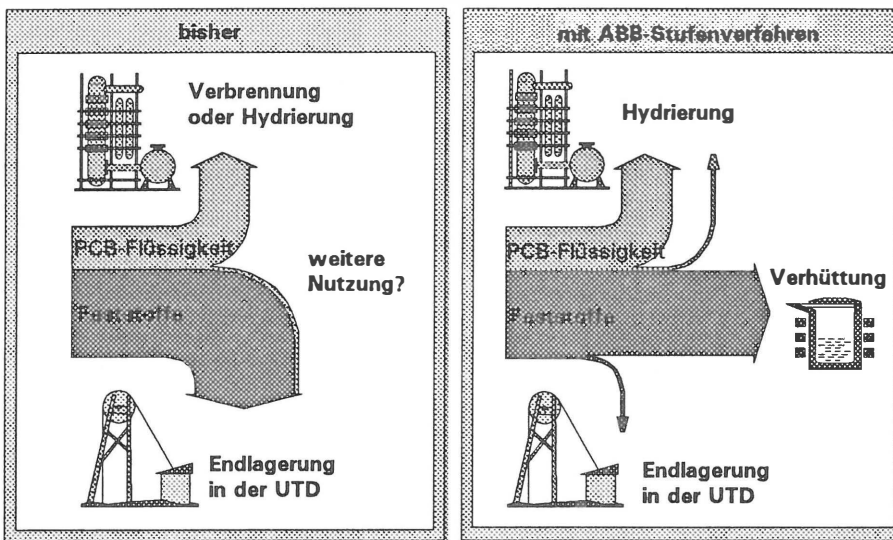 bisher
Verbrennung
oder Hydrierung
PCB-Flüssigkeit
weitere
Nutzung?
Feststoffe
Endlagerung
in der UTD
mit ABB-Stufenverfahren
Hydrierung
PCB-Flüssigkeit
Verhüttung
Feststoffe
Endlagerung
in der UTD